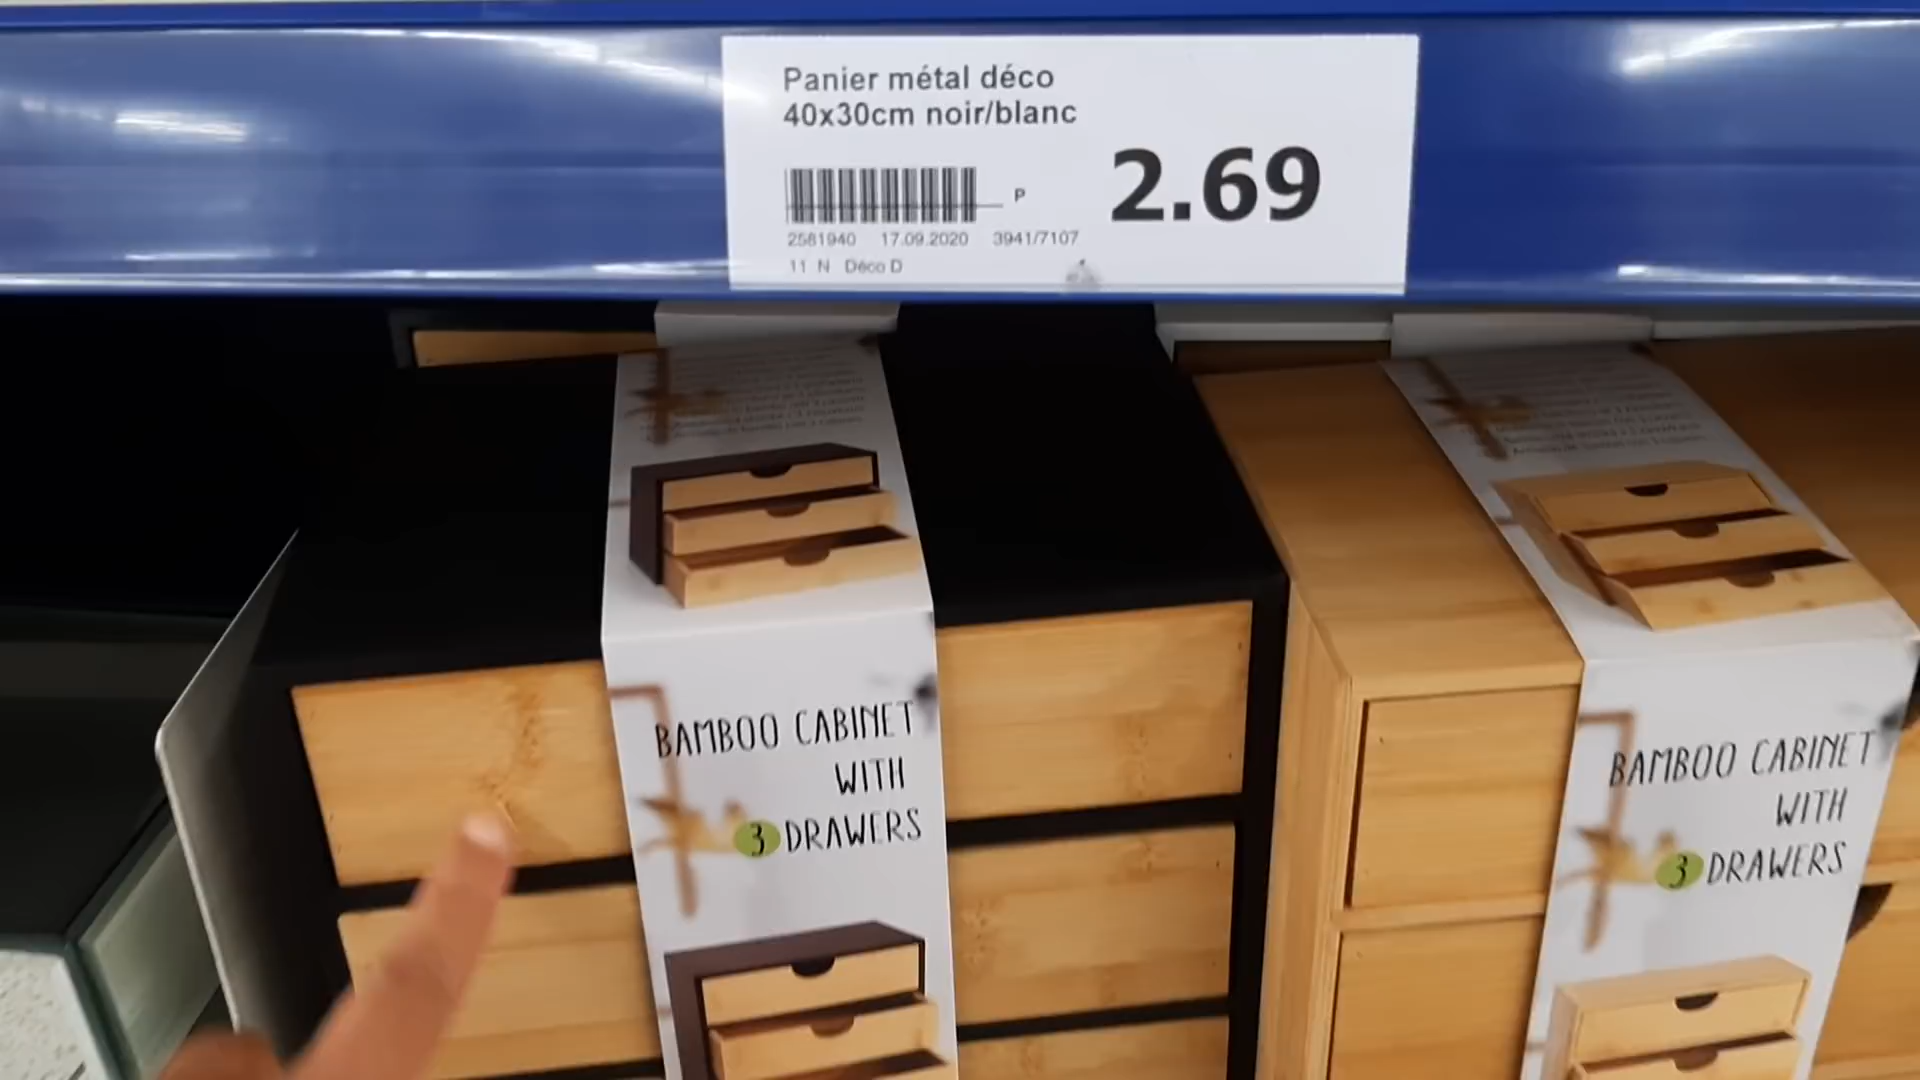 Panier métal déco
40x30cm noir/blanc
P
2.69
2581940 17.09.2020 3941/7107
11 N Déco D
BAMBOO CABINET
WITH
3 DRAWERS
BAMBOO CABINET
WITH
3 DRAWERS